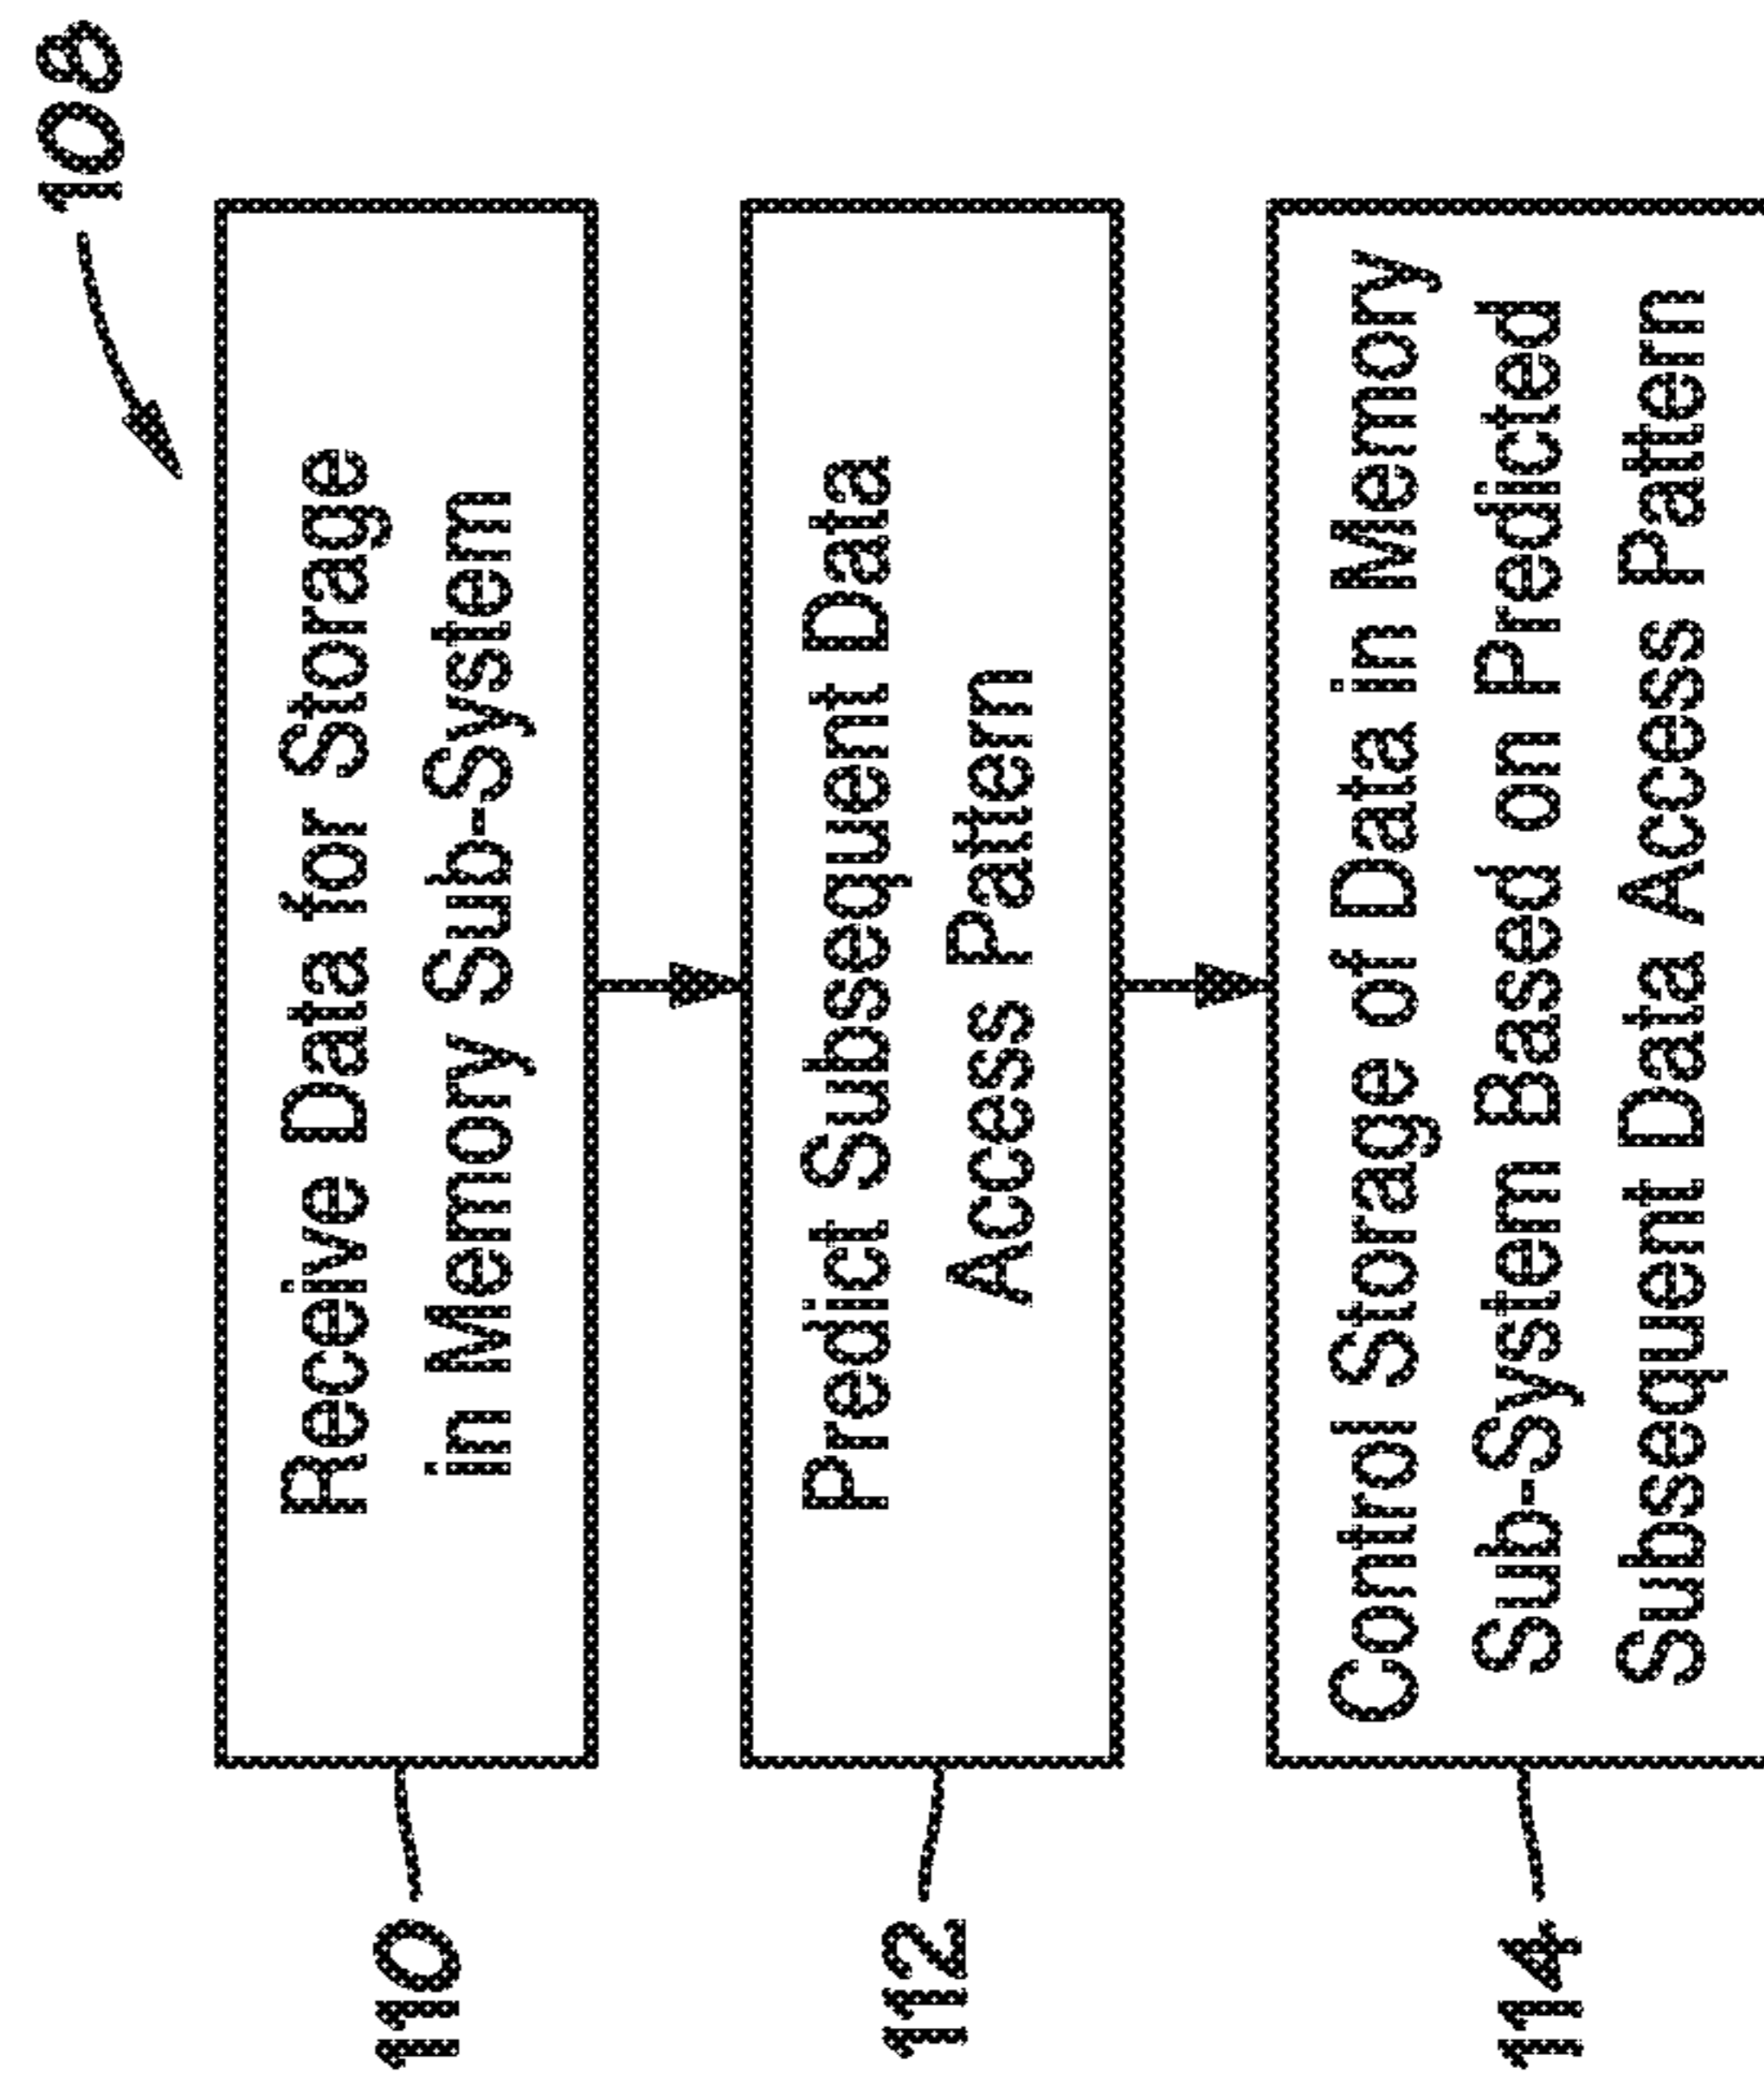 108
110
Receive Data for Storage
in Memory Sub-System
112
Predict Subsequent Data
Access Pattern
114
Control Storage of Data in Memory
Sub-System Based on Predicted
Subsequent Data Access Pattern